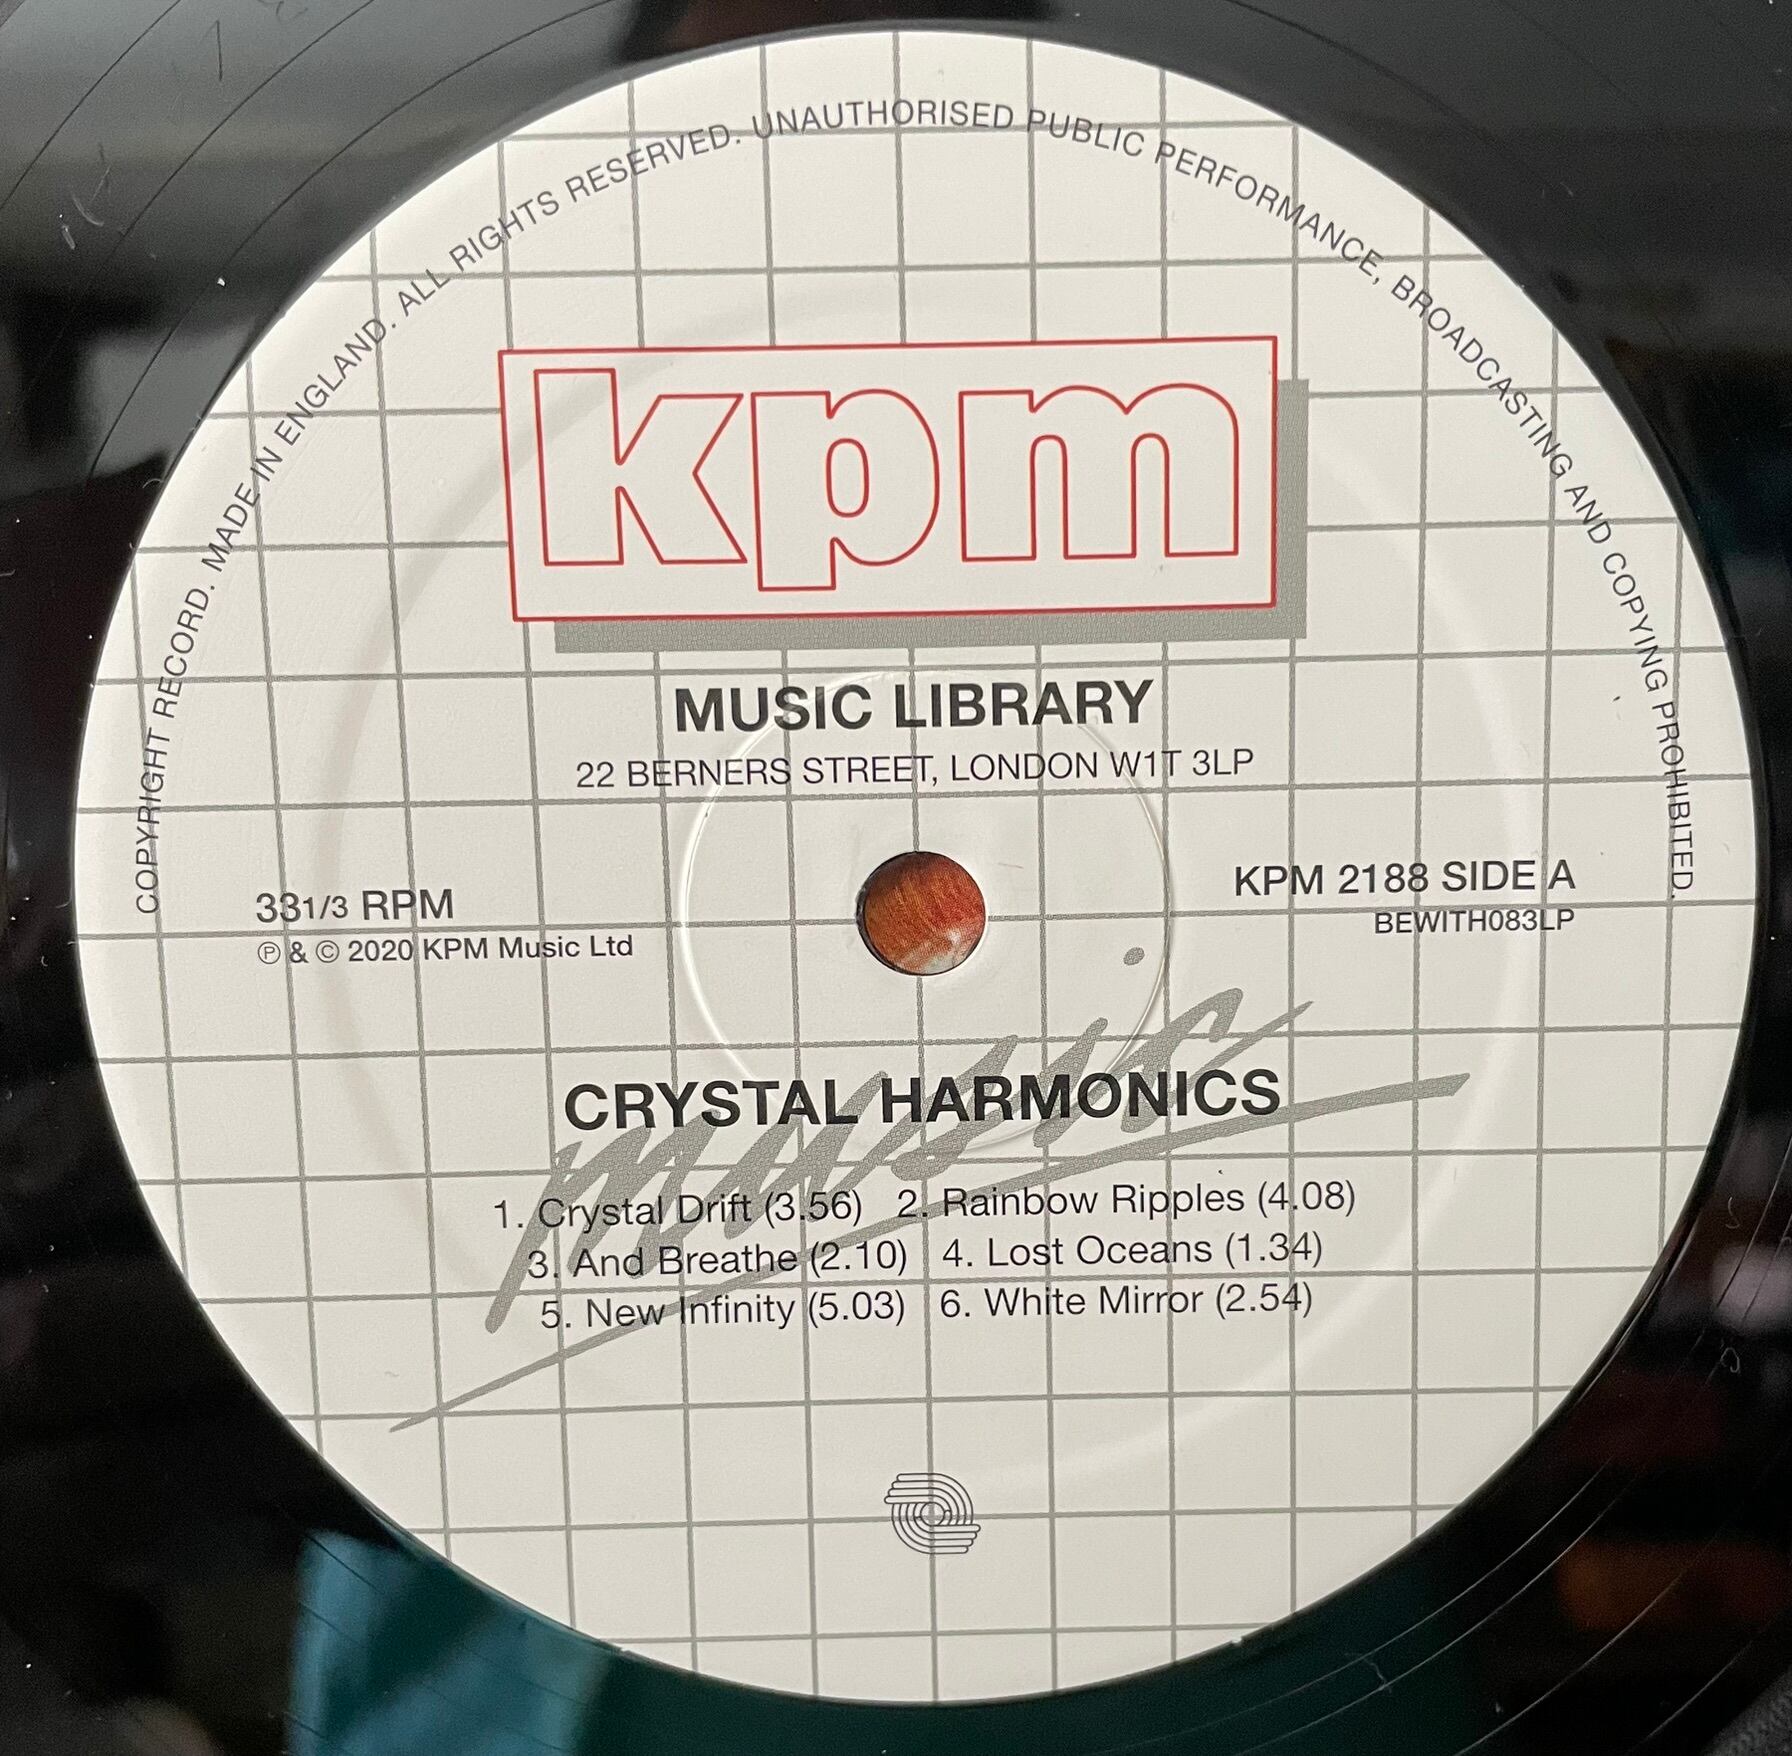 COPYRIGHT RECORD. MADE IN ENGLAND. ALL RIGHTS RESERVED. UNAUTHORISED PUBLIC PERFORMANCE, BROADCASTING AND COPYING PROHIBITED.
kpm
MUSIC LIBRARY
22 BERNERS STREET, LONDON W1T 3LP
33 1/3 RPM
℗ & © 2020 KPM Music Ltd
KPM 2188 SIDE A
BEWITH083LP
music
CRYSTAL HARMONICS
1. Crystal Drift (3.56) 2. Rainbow Ripples (4.08)
3. And Breathe (2.10) 4. Lost Oceans (1.34)
5. New Infinity (5.03) 6. White Mirror (2.54)